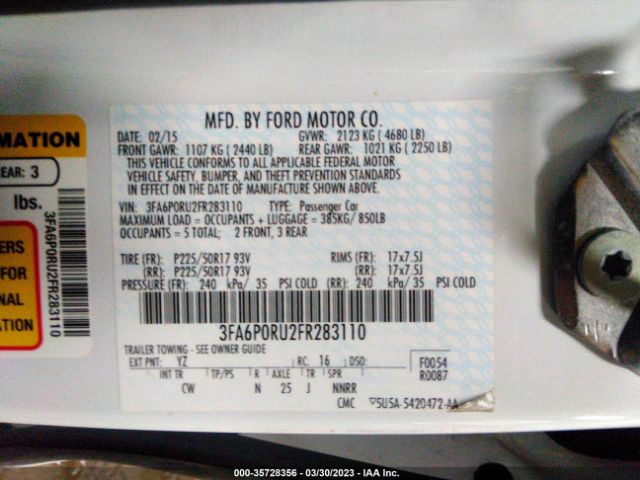 MFD. BY FORD MOTOR CO.
DATE: 02/15 GVWR: 2123 KG ( 4680 LB)
FRONT GAWR: 1107 KG ( 2440 LB) REAR GAWR: 1021 KG ( 2250 LB)
THIS VEHICLE CONFORMS TO ALL APPLICABLE FEDERAL MOTOR
VEHICLE SAFETY, BUMPER, AND THEFT PREVENTION STANDARDS
IN EFFECT ON THE DATE OF MANUFACTURE SHOWN ABOVE.
VIN: 3FA6P0RU2FR283110 TYPE: Passenger Car
MAXIMUM LOAD = OCCUPANTS + LUGGAGE = 385KG/ 850LB
OCCUPANTS = 5 TOTAL: 2 FRONT, 3 REAR
TIRE (FR): P225/50R17 93V RIMS (FR): 17x7.5J
(RR): P225/50R17 93V (RR): 17x7.5J
PRESSURE (FR): 240 kPa/ 35 PSI COLD (RR): 240 kPa/ 35 PSI COLD
3FA6P0RU2FR283110
TRAILER TOWING - SEE OWNER GUIDE
EXT PNT: YZ RC: 16 DSO: F0054
INT TR TP/PS R AXLE TR SPR R0087
CW N 25 J NNRR
CMC 5U5A-5420472-AA
MATION
EAR: 3
lbs.
3FA6P0RU2FR283110
ERS
FOR
NAL
TION
000-35728356 — 03/30/2023 — IAA Inc.